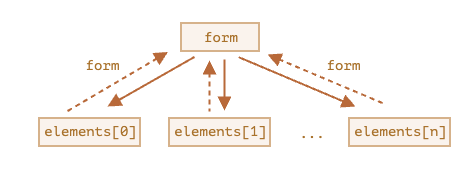 form
form form
elements[0] elements[1] ... elements[n]